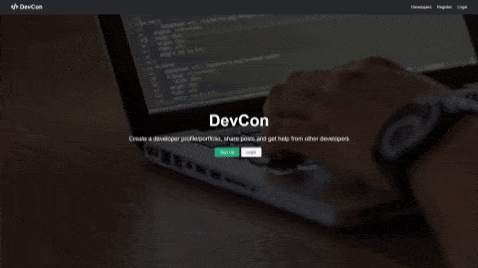 DevCon
Developers Register Login
DevCon
Create a developer profile/portfolio, share posts and get help from other developers
Sign Up Login